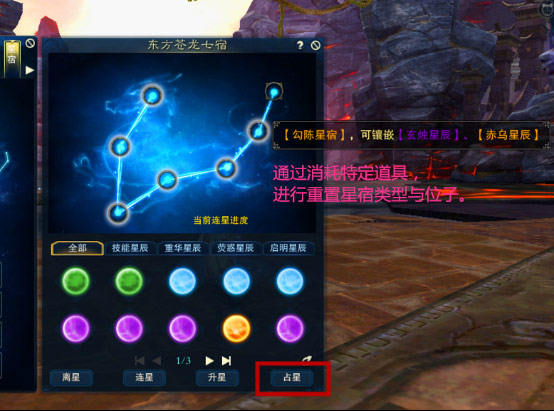 宿
东方苍龙七宿
?
【勾陈星宿】,可镶嵌【玄烛星辰】、【赤乌星辰】
通过消耗特定道具,
进行重置星宿类型与位子。
当前连星进度
全部 技能星辰 重华星辰 荧惑星辰 启明星辰
1/3
离星 连星 升星 占星